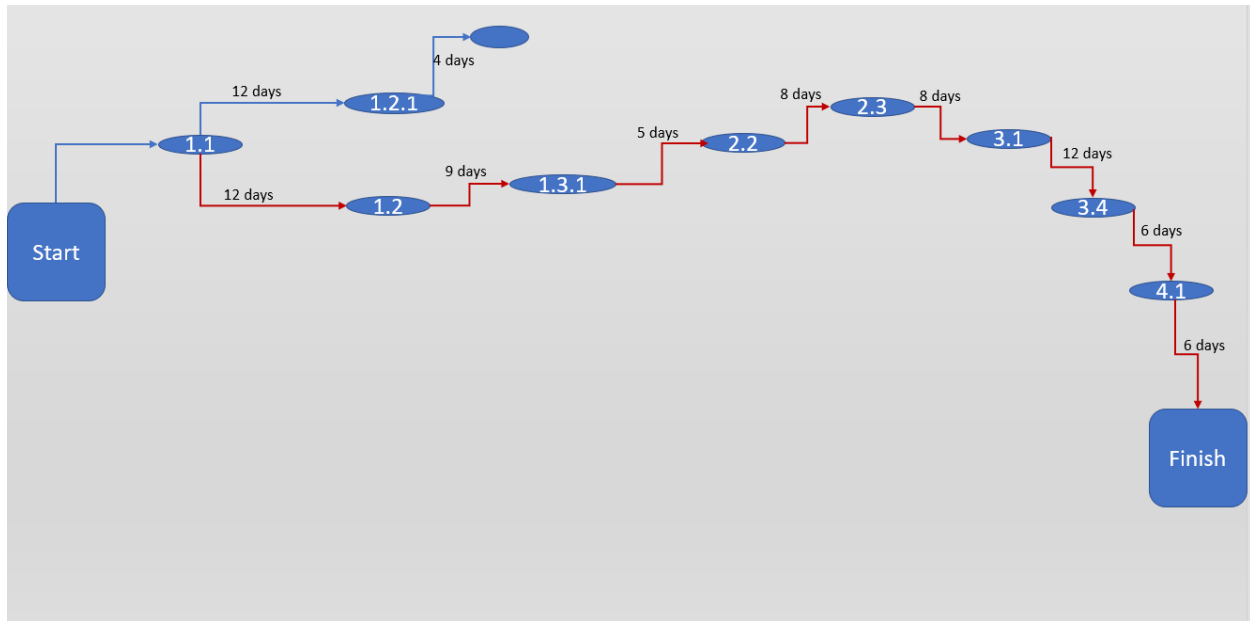 4 days
12 days
1.2.1
8 days
2.3
8 days
5 days
2.2
3.1
1.1
12 days
9 days
1.3.1
12 days
1.2
3.4
6 days
Start
4.1
6 days
Finish